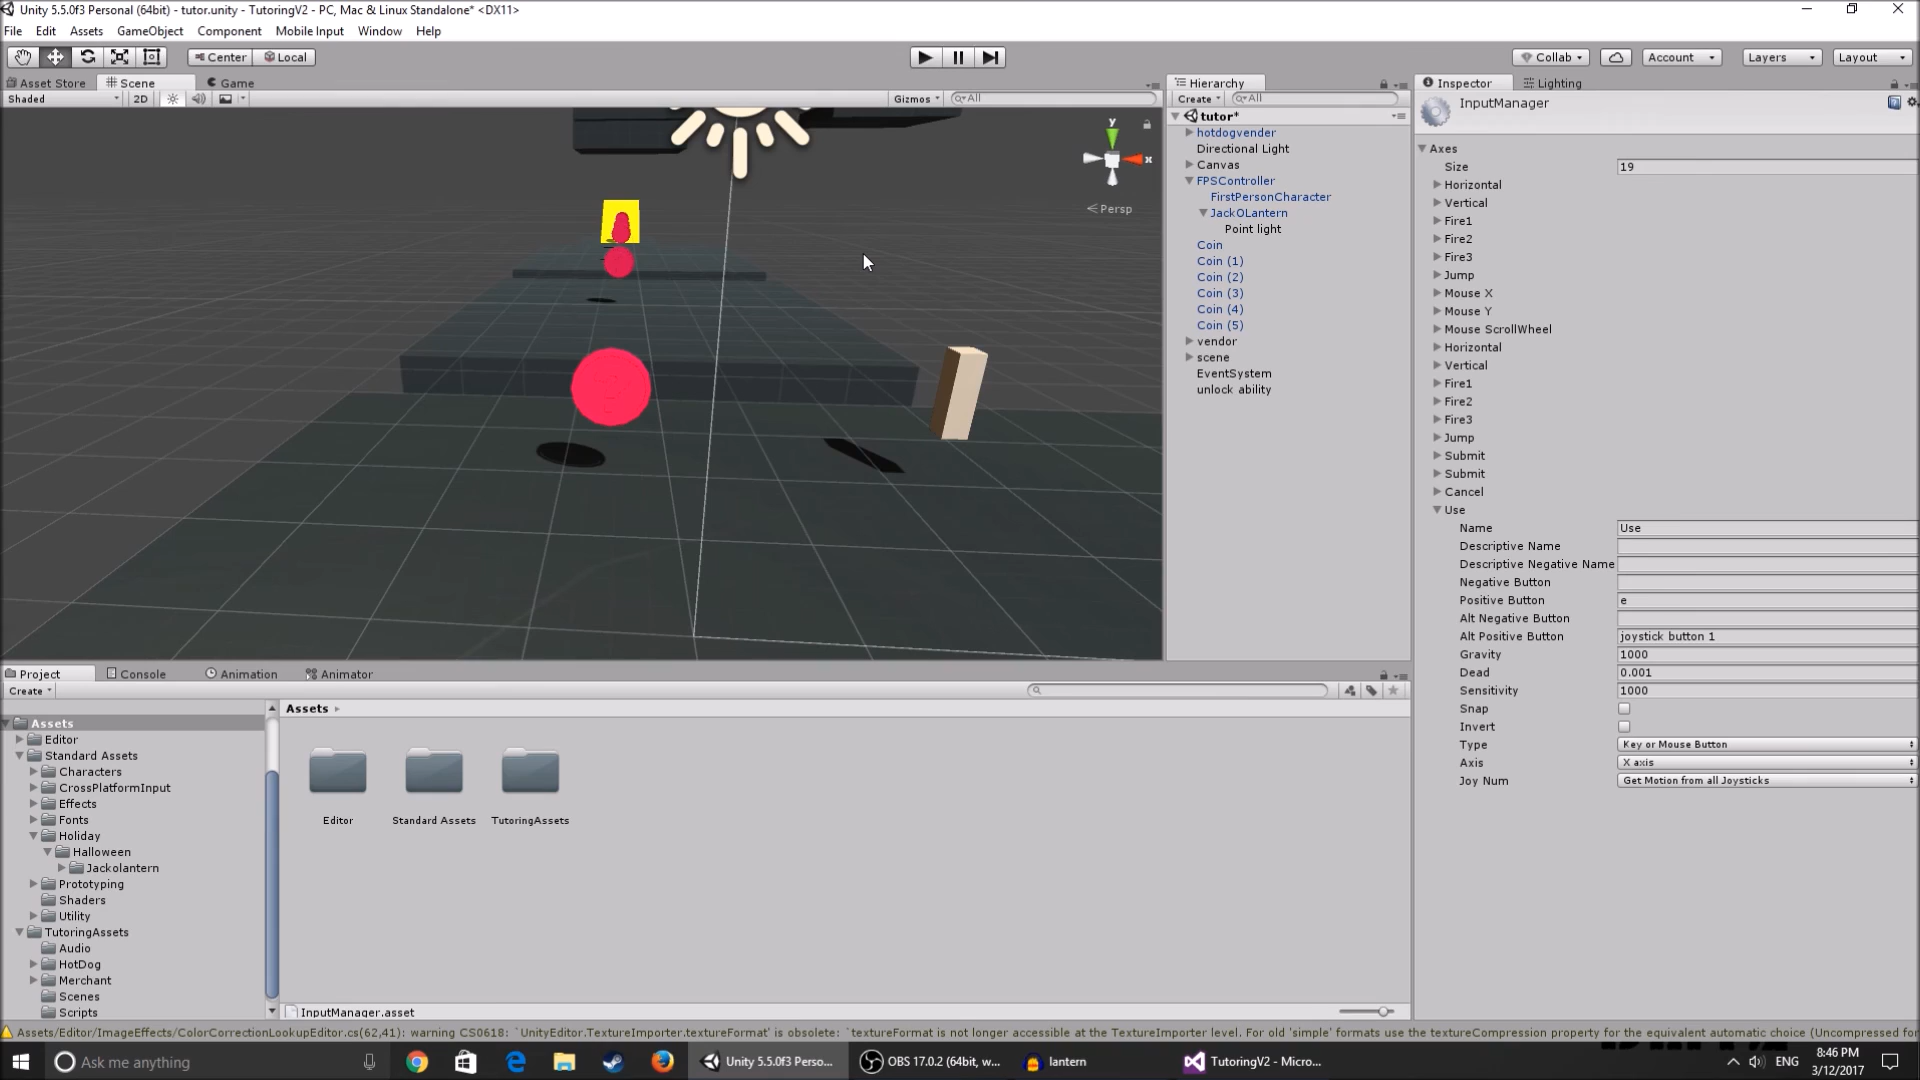 Unity 5.5.0f3 Personal (64bit) - tutor.unity - TutoringV2 - PC, Mac & Linux Standalone* <DX11>
File Edit Assets GameObject Component Mobile Input Window Help
Center Local
Collab Account Layers Layout
Asset Store Scene Game
Shaded 2D Gizmos All
y
x
Persp
Hierarchy
Create All
tutor*
hotdogvender
Directional Light
Canvas
FPSController
FirstPersonCharacter
JackOLantern
Point light
Coin
Coin (1)
Coin (2)
Coin (3)
Coin (4)
Coin (5)
vendor
scene
EventSystem
unlock ability
Inspector Lighting
InputManager
Axes
Size 19
Horizontal
Vertical
Fire1
Fire2
Fire3
Jump
Mouse X
Mouse Y
Mouse ScrollWheel
Horizontal
Vertical
Fire1
Fire2
Fire3
Jump
Submit
Submit
Cancel
Use
Name Use
Descriptive Name
Descriptive Negative Name
Negative Button
Positive Button e
Alt Negative Button
Alt Positive Button joystick button 1
Gravity 1000
Dead 0.001
Sensitivity 1000
Snap
Invert
Type Key or Mouse Button
Axis X axis
Joy Num Get Motion from all Joysticks
Project Console Animation Animator
Create
Assets
Editor
Standard Assets
Characters
CrossPlatformInput
Effects
Fonts
Holiday
Halloween
Jackolantern
Prototyping
Shaders
Utility
TutoringAssets
Audio
HotDog
Merchant
Scenes
Scripts
Assets
Editor Standard Assets TutoringAssets
InputManager.asset
Assets/Editor/ImageEffects/ColorCorrectionLookupEditor.cs(62,41): warning CS0618: `UnityEditor.TextureImporter.textureFormat' is obsolete: `textureFormat is not longer accessible at the TextureImporter level. For old 'simple' formats use the textureCompression property for the equivalent automatic choice (Uncompressed for
Ask me anything
Unity 5.5.0f3 Perso...
OBS 17.0.2 (64bit, w...
lantern
TutoringV2 - Micro...
ENG
8:46 PM
3/12/2017